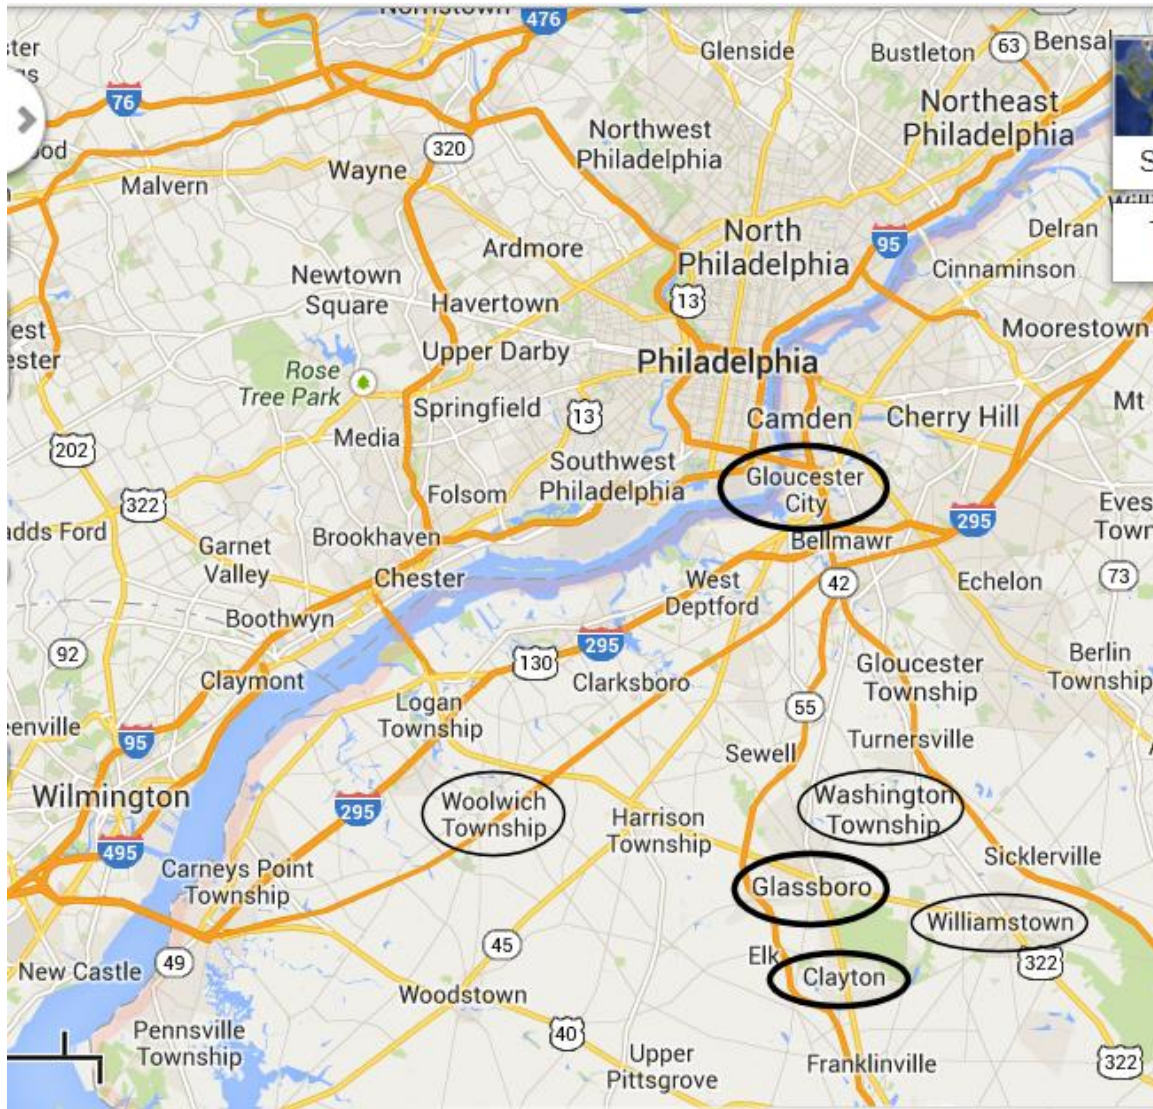 Norristown
476
Glenside
Bustleton
63
76
Northeast
Philadelphia
Northwest
Philadelphia
320
Wayne
Malvern
Delran
North
Philadelphia
95
Ardmore
Cinnaminson
Newtown
Square
Havertown
13
Moorestown
Upper Darby
Philadelphia
Rose
Tree Park
Springfield
13
Camden
Cherry Hill
Mt
Media
202
Southwest
Philadelphia
Gloucester
City
322
Folsom
295
Brookhaven
Bellmawr
Garnet
Valley
Chester
West
Deptford
42
Echelon
73
Boothwyn
92
295
130
Claymont
Clarksboro
Gloucester
Township
Berlin
Township
Logan
Township
55
95
Sewell
Turnersville
Wilmington
295
Woolwich
Township
Harrison
Township
Washington
Township
495
Sicklerville
Carneys Point
Township
Glassboro
Williamstown
45
Elk
322
New Castle
49
Clayton
Woodstown
Pennsville
Township
40
Upper
Pittsgrove
Franklinville
322